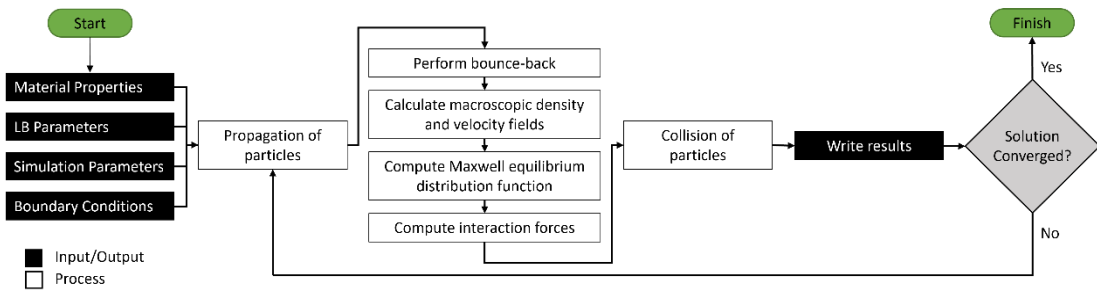 Start
Material Properties
LB Parameters
Simulation Parameters
Boundary Conditions
Input/Output
Process
Propagation of
particles
Perform bounce-back
Calculate macroscopic density
and velocity fields
Compute Maxwell equilibrium
distribution function
Compute interaction forces
Collision of
particles
Write results
Solution
Converged?
Yes
Finish
No